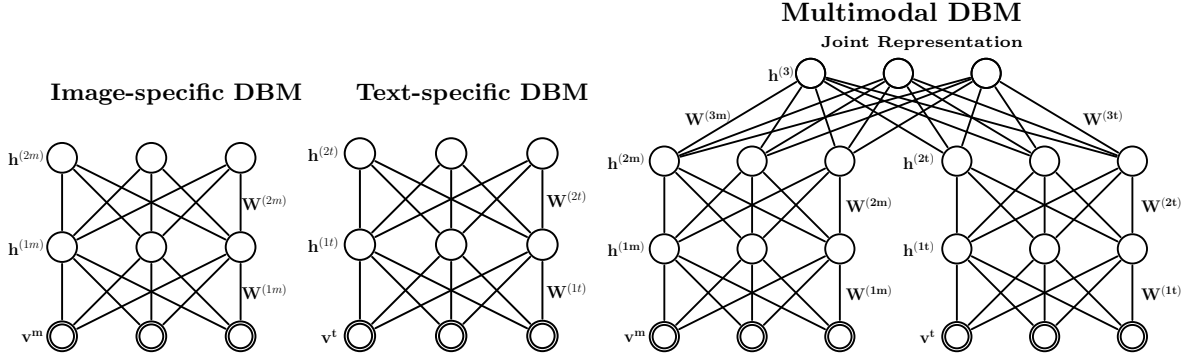 Image-specific DBM
h(2m)
W(2m)
h(1m)
W(1m)
vm
Text-specific DBM
h(2t)
W(2t)
h(1t)
W(1t)
vt
Multimodal DBM
Joint Representation
h(3)
W(3m)
W(3t)
h(2m)
W(2m)
h(1m)
W(1m)
vm
h(2t)
W(2t)
h(1t)
W(1t)
vt